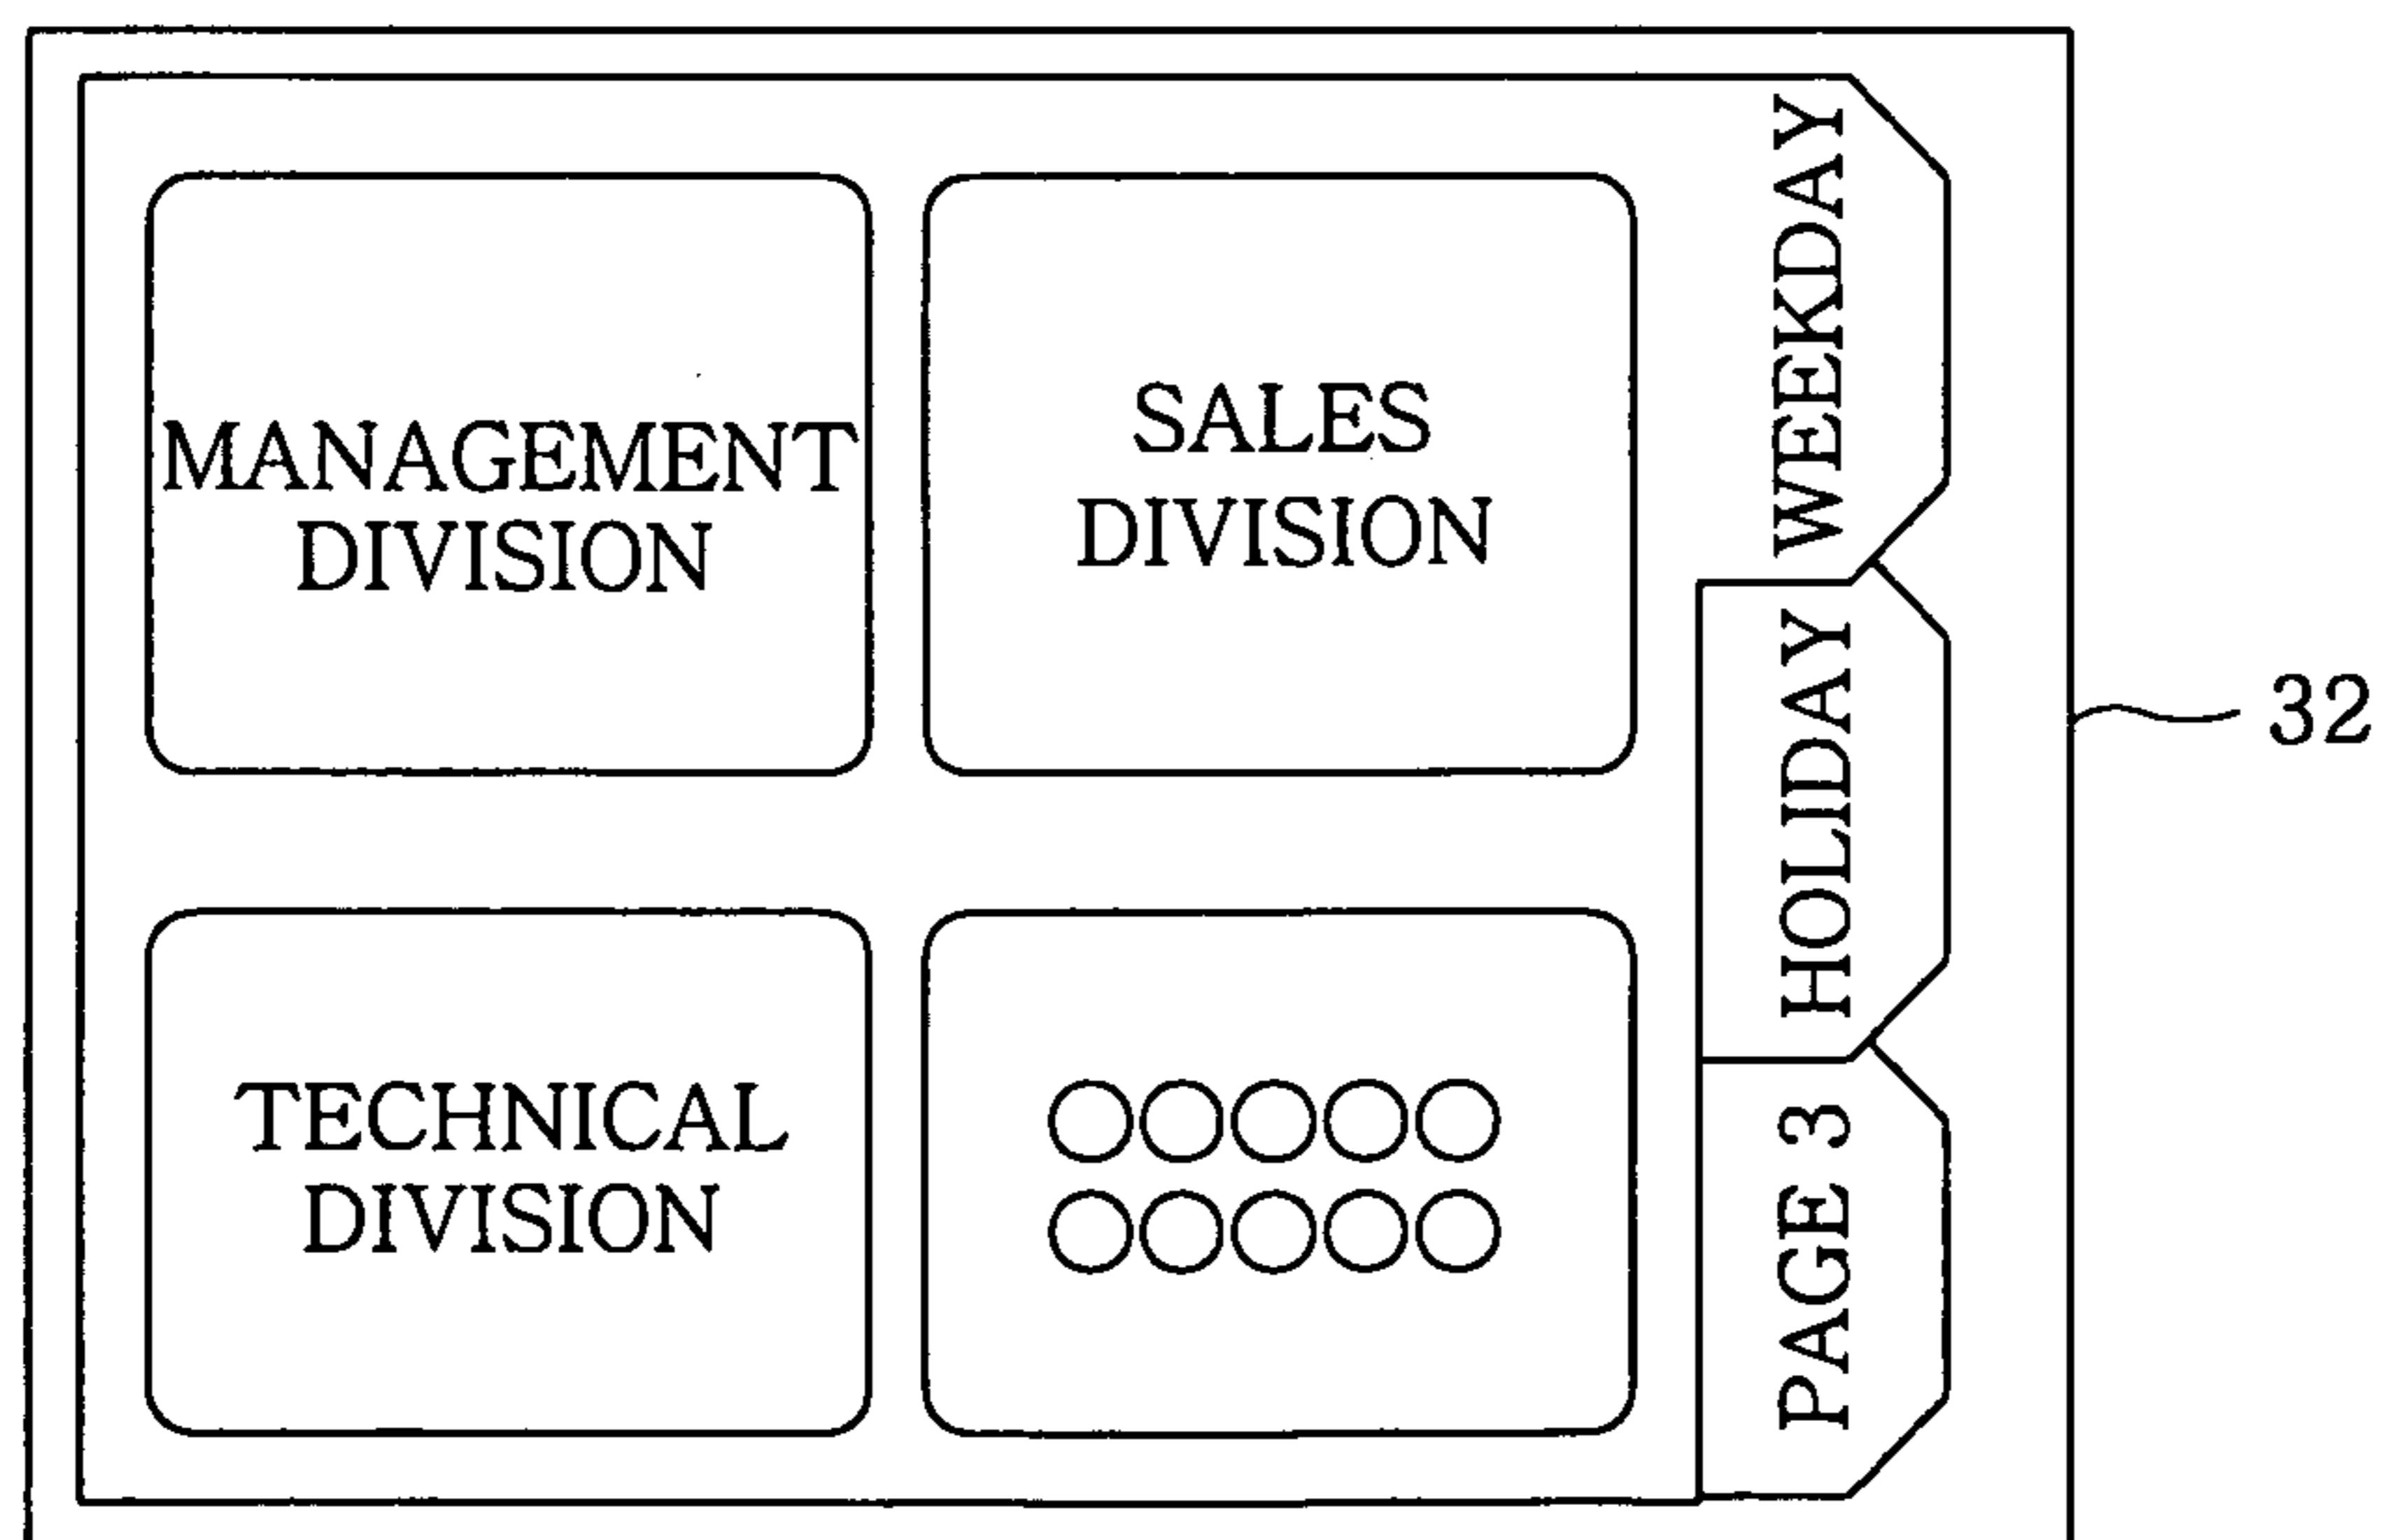 MANAGEMENT
DIVISION
SALES
DIVISION
TECHNICAL
DIVISION
○○○○○
○○○○○
WEEKDAY
HOLIDAY
PAGE 3
32